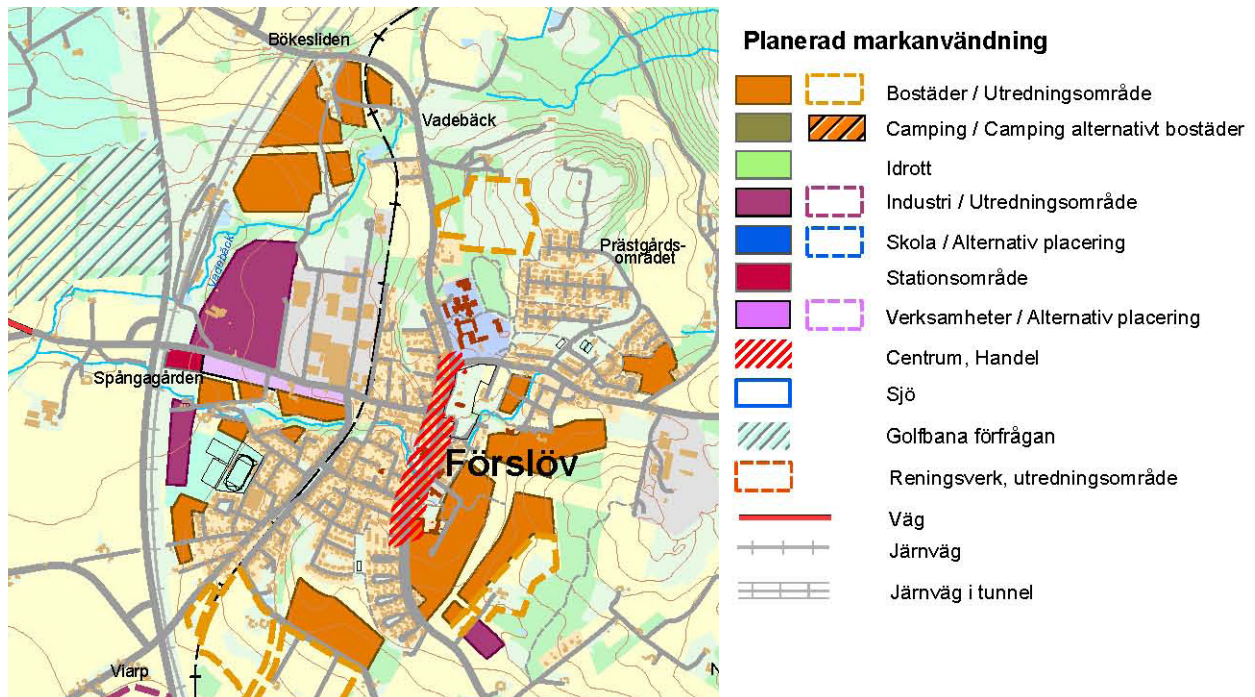 Bökesliden
Vadebäck
Prästgårds-
området
Vadebäck
Spångagården
Förslöv
Viarp
N
Planerad markanvändning
Bostäder / Utredningsområde
Camping / Camping alternativt bostäder
Idrott
Industri / Utredningsområde
Skola / Alternativ placering
Stationsområde
Verksamheter / Alternativ placering
Centrum, Handel
Sjö
Golfbana förfrågan
Reningsverk, utredningsområde
Väg
Järnväg
Järnväg i tunnel